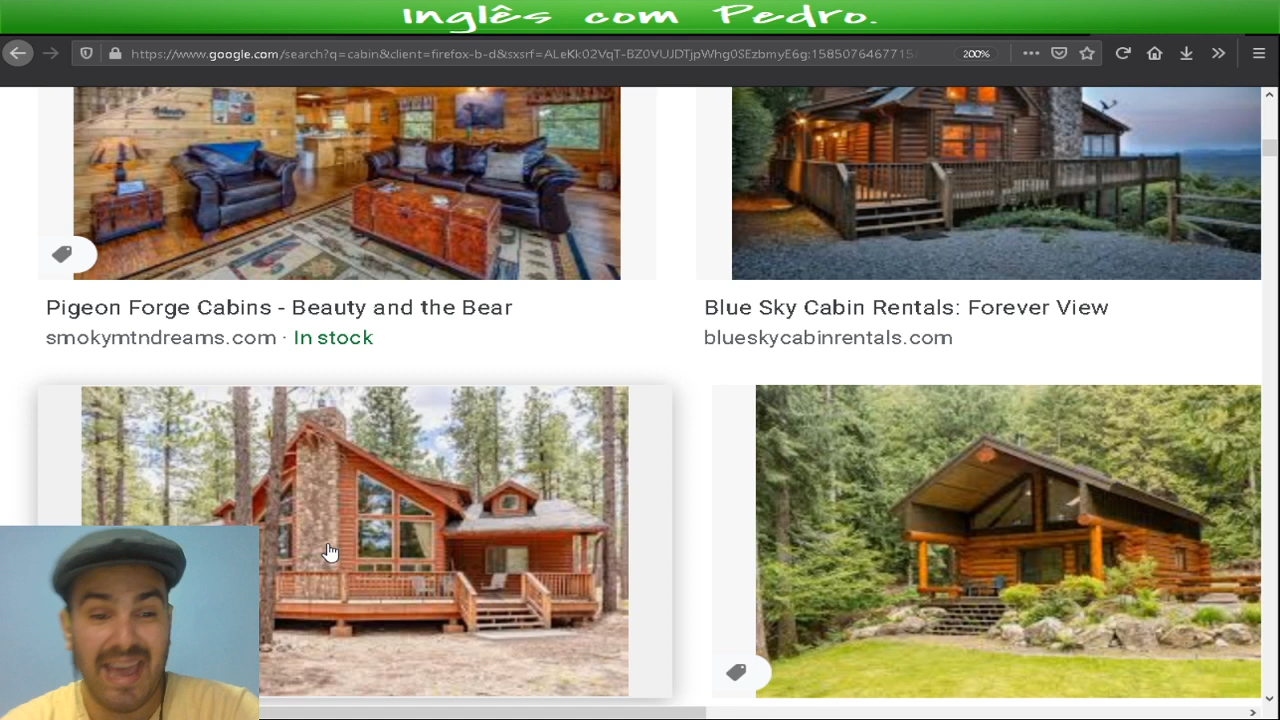 Inglês com Pedro.
https://www.google.com/search?q=cabin&client=firefox-b-d&sxsrf=ALeKk02VqT-BZ0VUJDTjpWhg0SEzbmyE6g:158507646771 200%
Pigeon Forge Cabins - Beauty and the Bear
Blue Sky Cabin Rentals: Forever View
smokymtndreams.com · In stock
blueskycabinrentals.com